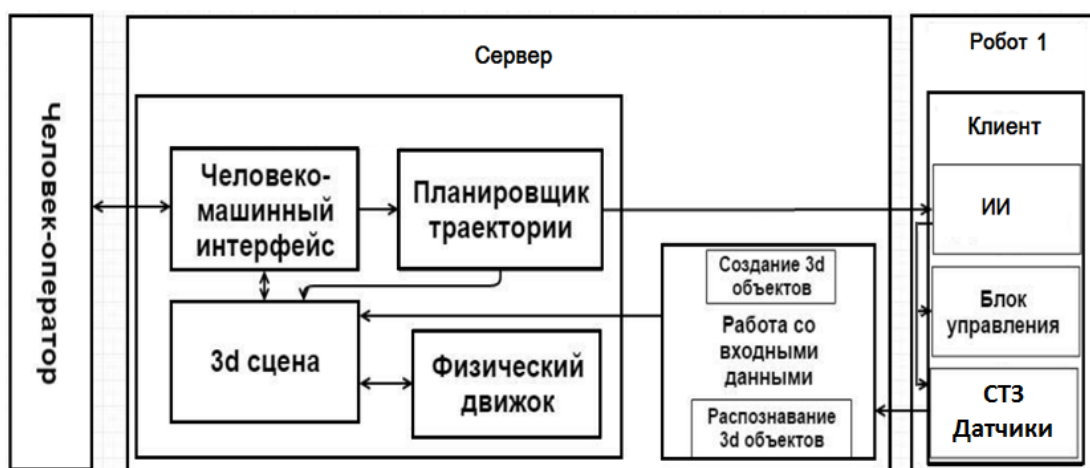 Человек-оператор
Сервер
Человеко-
машинный
интерфейс
Планировщик
траектории
3d сцена
Физический
движок
Создание 3d
объектов
Работа со
входными
данными
Распознавание
3d объектов
Робот 1
Клиент
ИИ
Блок
управления
СТЗ
Датчики